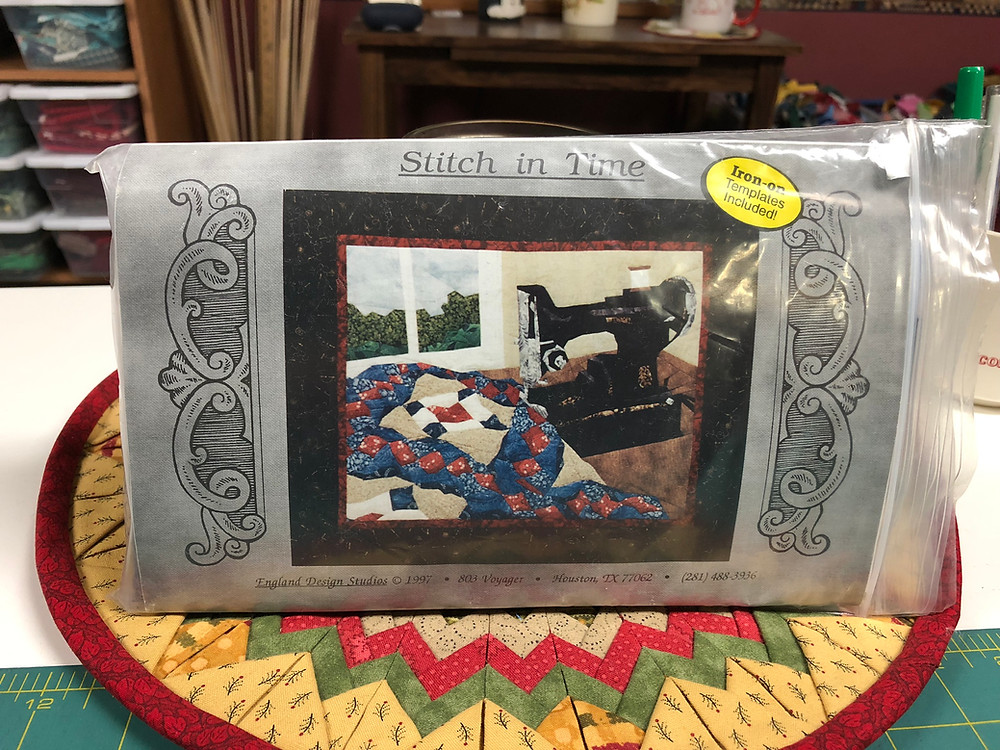 Stitch in Time
Iron-on
Templates
Included!
England Design Studios © 1997 • 803 Voyager • Houston, TX 77062 • (281) 488-3936
12